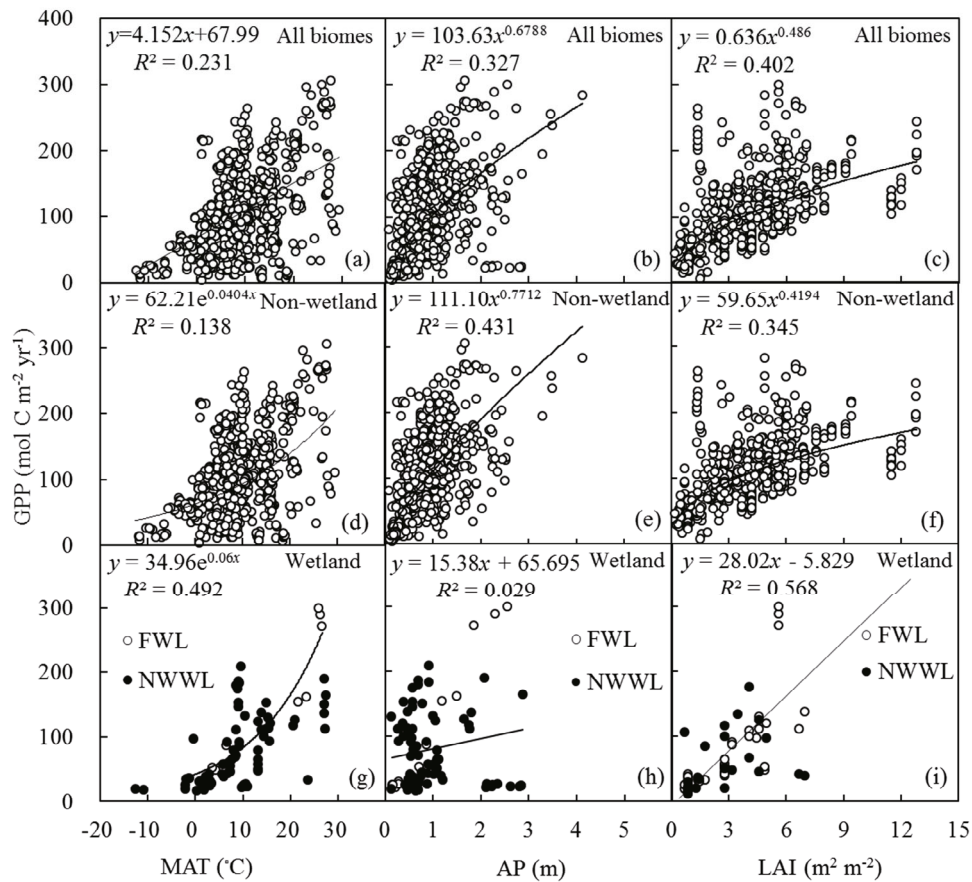 400
y=4.152x+67.99 All biomes
R² = 0.231
300
200
100
0
(a)
y = 103.63x^0.6788 All biomes
R² = 0.327
(b)
y = 0.636x^0.486 All biomes
R² = 0.402
(c)
y = 62.21e^0.0404x Non-wetland
R² = 0.138
300
200
100
0
(d)
y = 111.10x^0.7712 Non-wetland
R² = 0.431
(e)
y = 59.65x^0.4194 Non-wetland
R² = 0.345
(f)
GPP (mol C m⁻² yr⁻¹)
y = 34.96e^0.06x Wetland
R² = 0.492
300
200
100
0
FWL
NWWL
(g)
y = 15.38x + 65.695 Wetland
R² = 0.029
FWL
NWWL
(h)
y = 28.02x - 5.829 Wetland
R² = 0.568
FWL
NWWL
(i)
-20 -10 0 10 20 30
0 1 2 3 4 5
0 3 6 9 12 15
MAT (°C)
AP (m)
LAI (m² m⁻²)